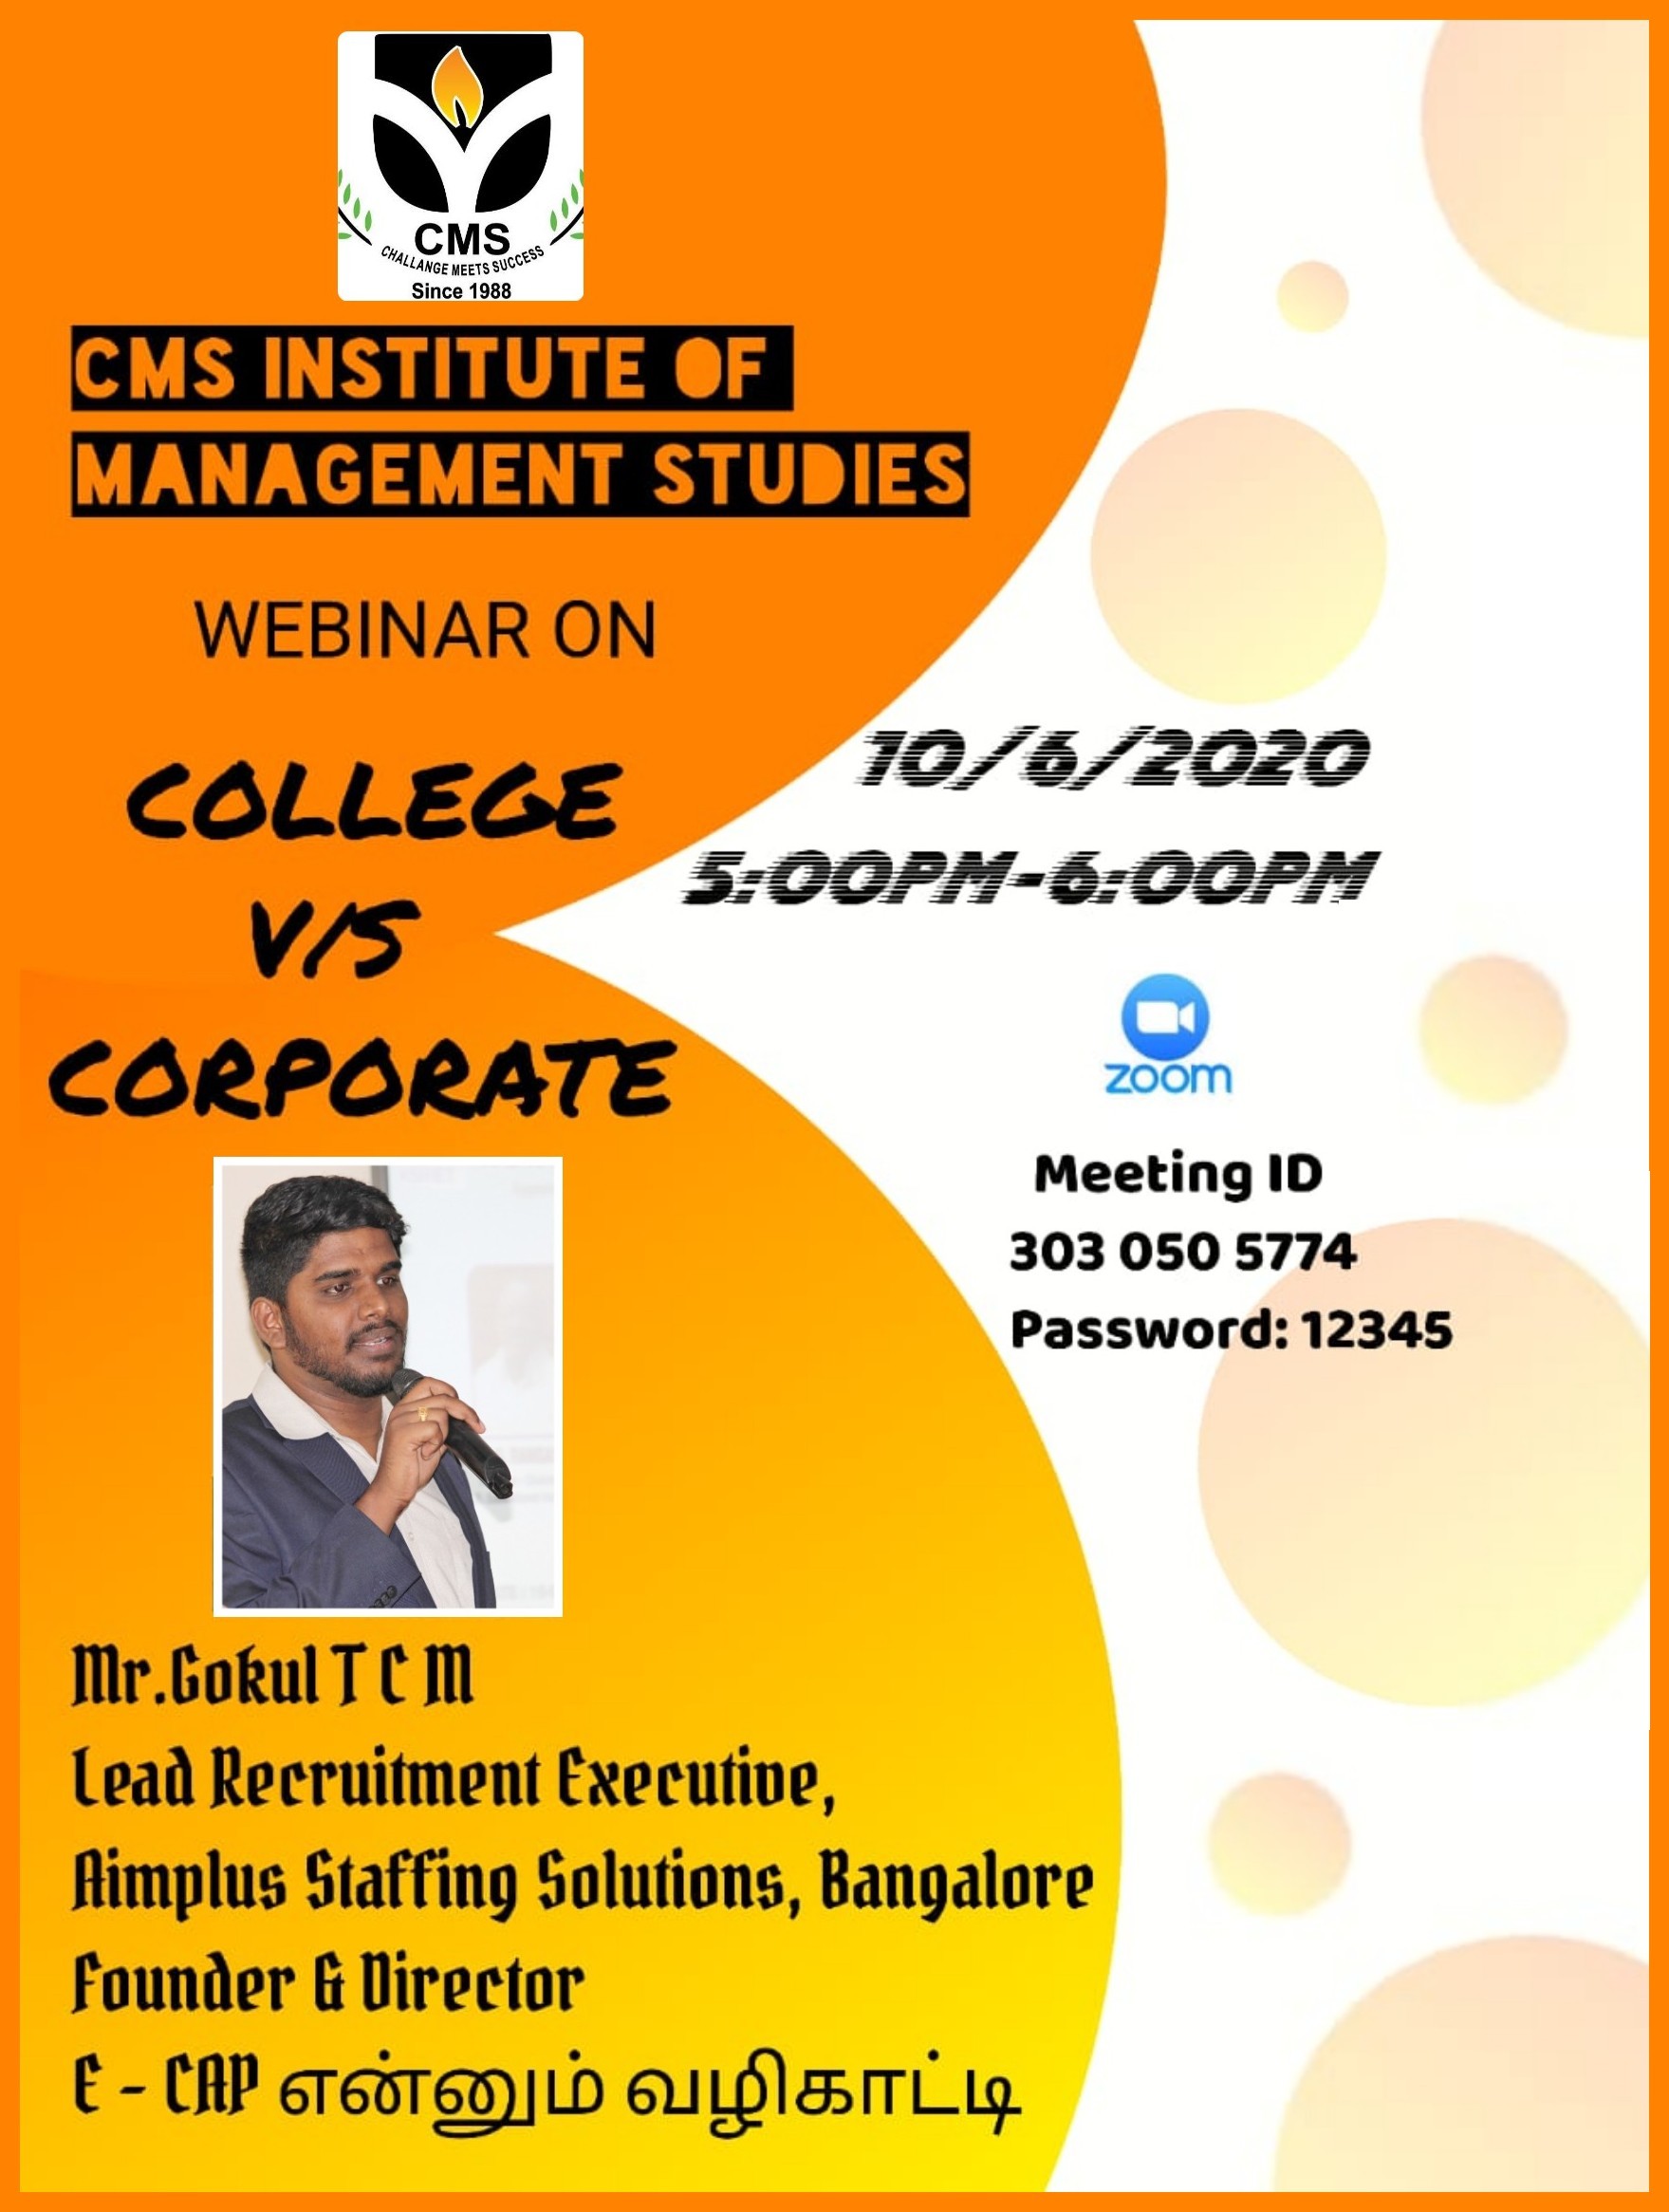 CMS
CHALLANGE MEETS SUCCESS
Since 1988
CMS INSTITUTE OF
MANAGEMENT STUDIES
WEBINAR ON
COLLEGE
V/S
CORPORATE
10/6/2020
5:00PM-6:00PM
zoom
Meeting ID
303 050 5774
Password: 12345
Mr.Gokul T C M
Lead Recruitment Executive,
Aimplus Staffing Solutions, Bangalore
Founder & Director
E - CAP என்னும் வழிகாட்டி